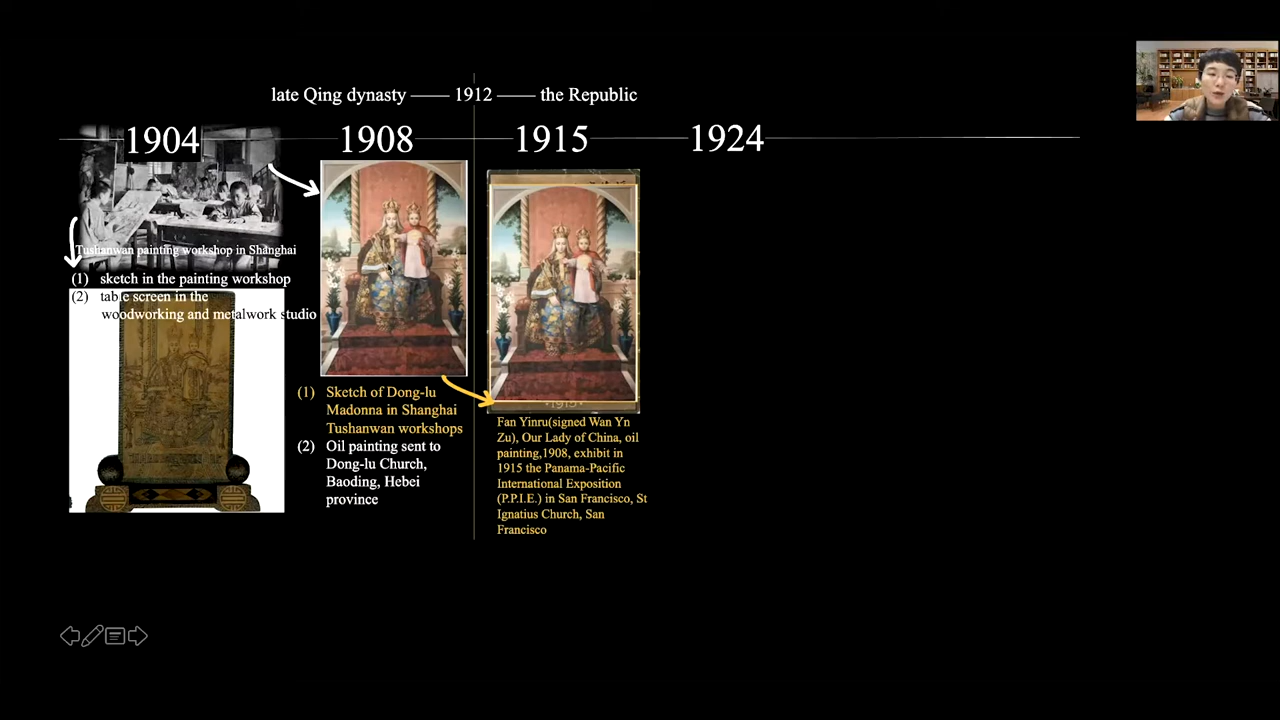 late Qing dynasty —— 1912 —— the Republic
1904
1908
1915
1924
Tushanwan painting workshop in Shanghai
(1) sketch in the painting workshop
(2) table screen in the
woodworking and metalwork studio
(1) Sketch of Dong-lu
Madonna in Shanghai
Tushanwan workshops
(2) Oil painting sent to
Dong-lu Church,
Baoding, Hebei
province
·1915·
Fan Yinru(signed Wan Yn
Zu), Our Lady of China, oil
painting,1908, exhibit in
1915 the Panama-Pacific
International Exposition
(P.P.I.E.) in San Francisco, St
Ignatius Church, San
Francisco